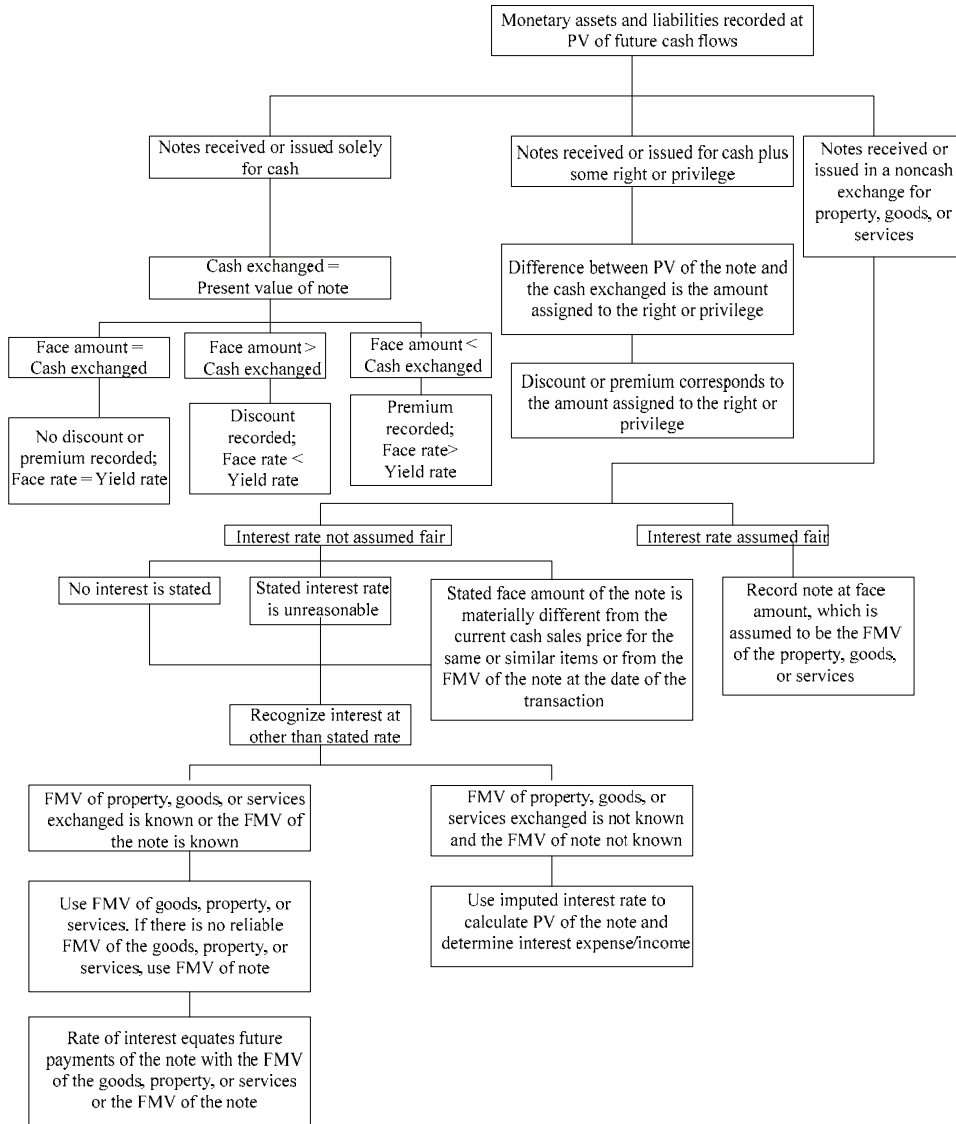 Monetary assets and liabilities recorded at
PV of future cash flows
Notes received or issued solely
for cash
Notes received or issued for cash plus
some right or privilege
Notes received or
issued in a noncash
exchange for
property, goods, or
services
Cash exchanged =
Present value of note
Difference between PV of the note and
the cash exchanged is the amount
assigned to the right or privilege
Face amount =
Cash exchanged
Face amount >
Cash exchanged
Face amount <
Cash exchanged
Discount or premium corresponds to
the amount assigned to the right or
privilege
No discount or
premium recorded;
Face rate = Yield rate
Discount
recorded;
Face rate <
Yield rate
Premium
recorded;
Face rate>
Yield rate
Interest rate not assumed fair
Interest rate assumed fair
No interest is stated
Stated interest rate
is unreasonable
Stated face amount of the note is
materially different from the
current cash sales price for the
same or similar items or from the
FMV of the note at the date of the
transaction
Record note at face
amount, which is
assumed to be the FMV
of the property, goods,
or services
Recognize interest at
other than stated rate
FMV of property, goods, or services
exchanged is known or the FMV of
the note is known
FMV of property, goods, or
services exchanged is not known
and the FMV of note not known
Use FMV of goods, property, or
services. If there is no reliable
FMV of the goods, property, or
services, use FMV of note
Use imputed interest rate to
calculate PV of the note and
determine interest expense/income
Rate of interest equates future
payments of the note with the FMV
of the goods, property, or services
or the FMV of the note